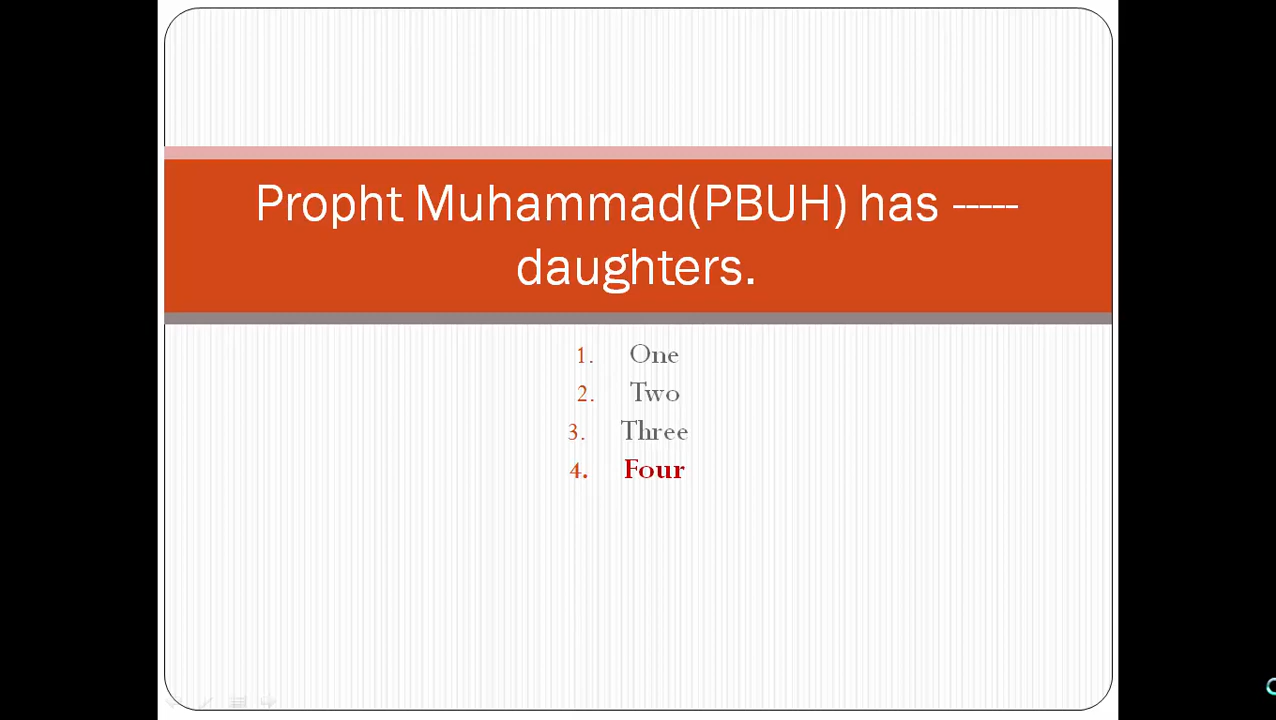 Propht Muhammad(PBUH) has -----
daughters.
1. One
2. Two
3. Three
4. Four